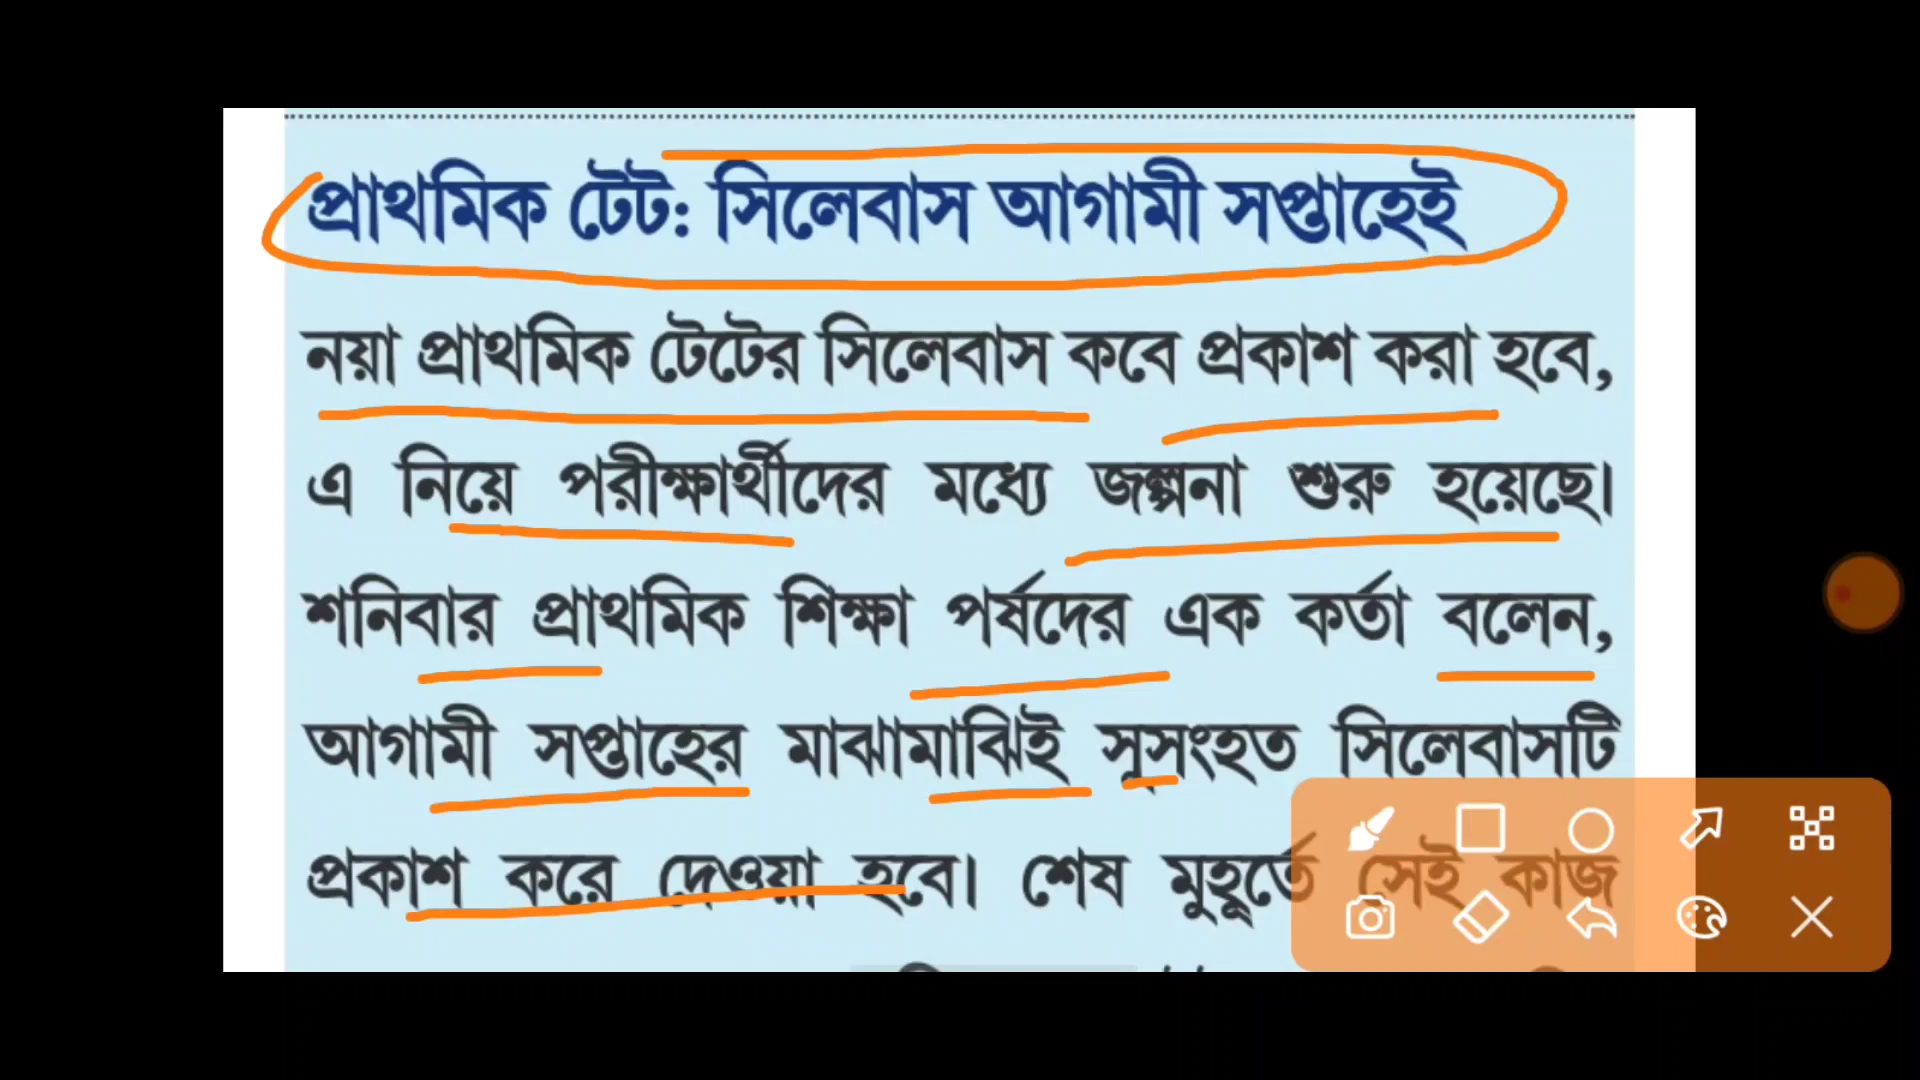 প্রাথমিক টেট: সিলেবাস আগামী সপ্তাহেই
নয়া প্রাথমিক টেটের সিলেবাস কবে প্রকাশ করা হবে,
এ নিয়ে পরীক্ষার্থীদের মধ্যে জল্পনা শুরু হয়েছে।
শনিবার প্রাথমিক শিক্ষা পর্ষদের এক কর্তা বলেন,
আগামী সপ্তাহের মাঝামাঝিই সুসংহত সিলেবাসটি
প্রকাশ করে দেওয়া হবে। শেষ মুহূর্তে সেই কাজ